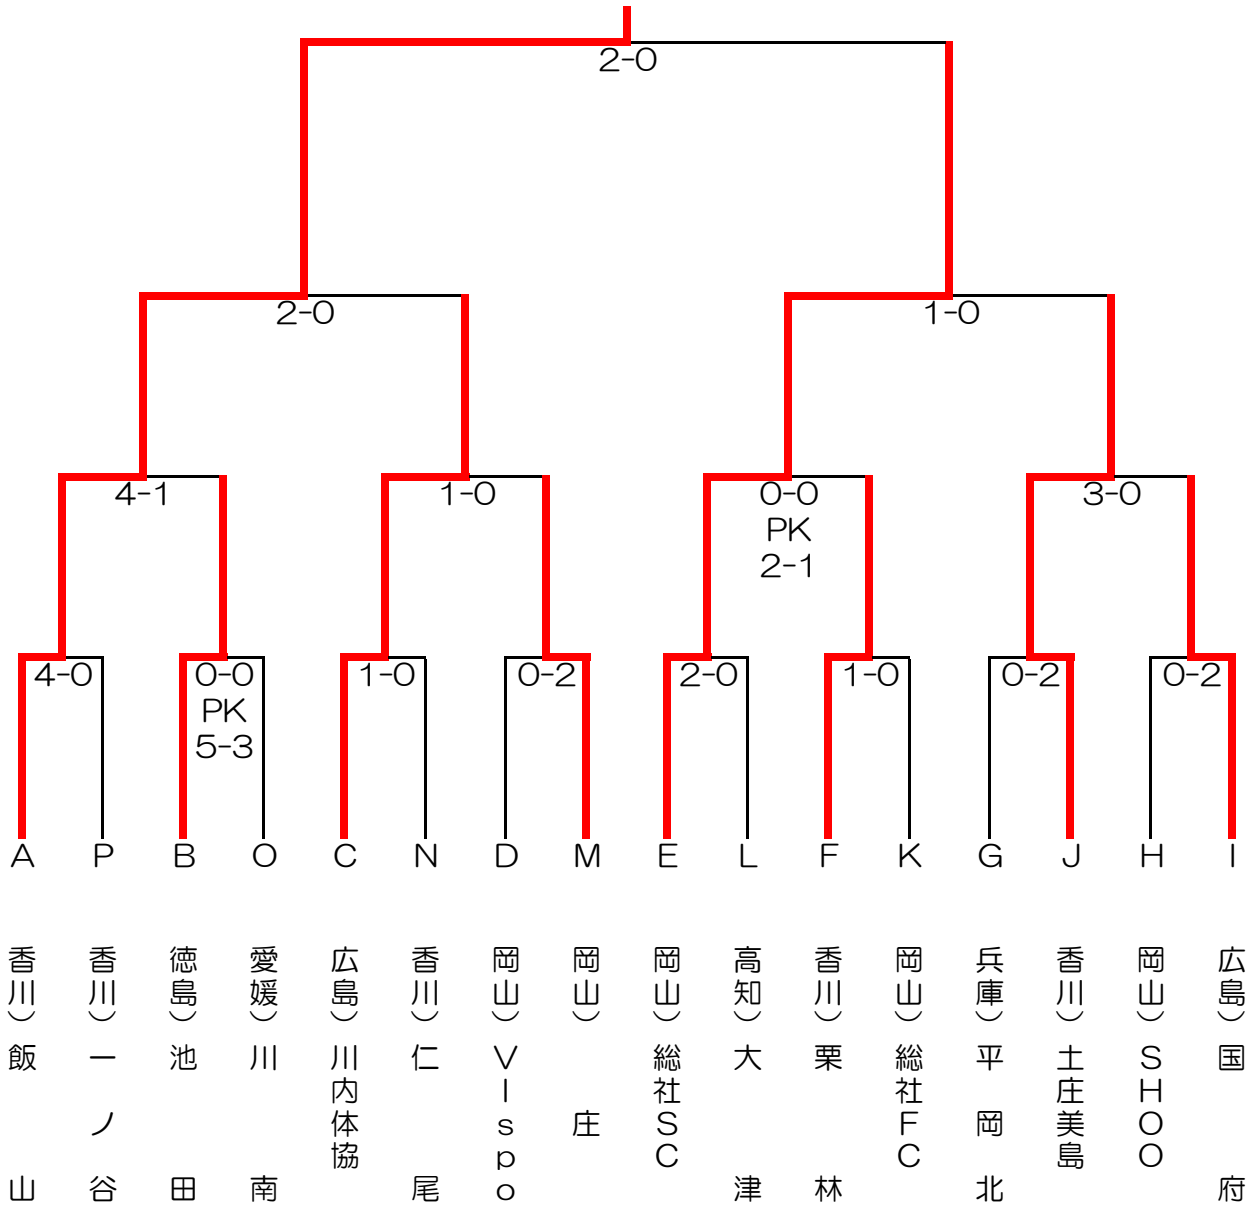 2-0
2-0
1-0
4-1
1-0
0-0
PK
2-1
3-0
4-0
0-0
PK
5-3
1-0
0-2
2-0
1-0
0-2
0-2
A
P
B
O
C
N
D
M
E
L
F
K
G
J
H
I
香川）飯山
香川）一ノ谷
徳島）池田
愛媛）川南
広島）川内体協
香川）仁尾
岡山）VIspo
岡山）庄
岡山）総社SC
高知）大津
香川）栗林
岡山）総社FC
兵庫）平岡北
香川）土庄美島
岡山）SHOO
広島）国府